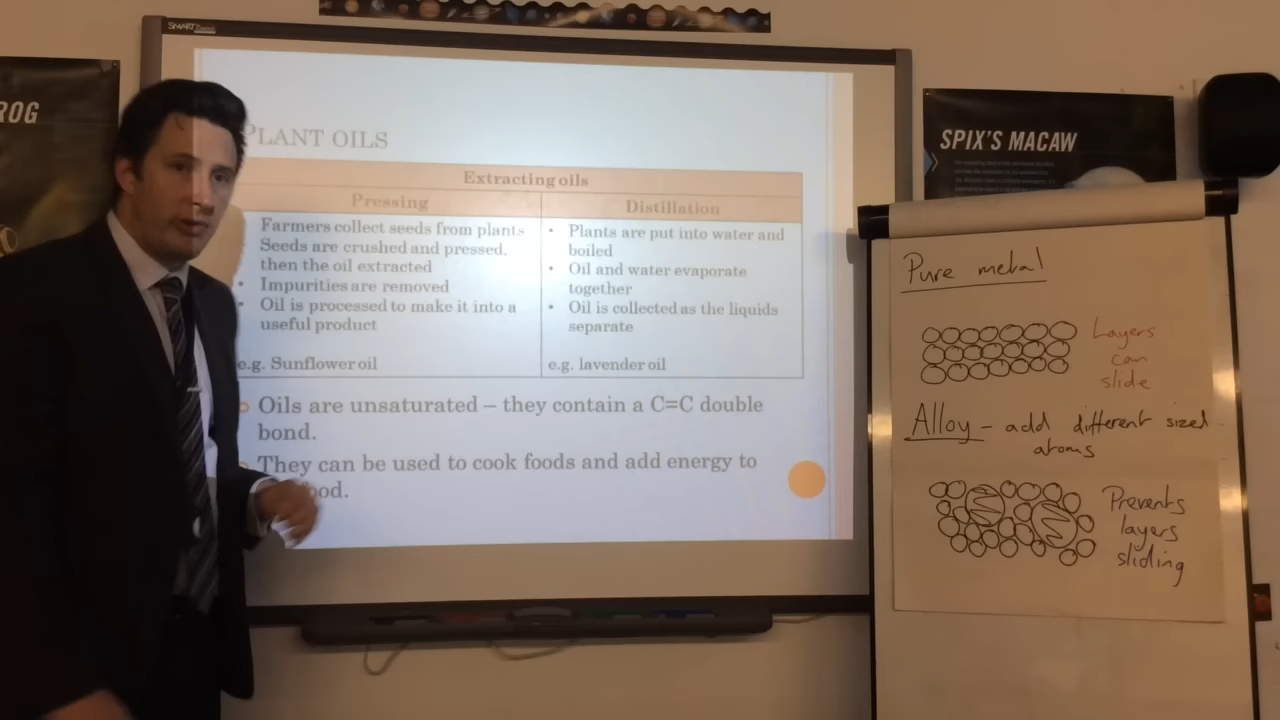 SMART
ROG
PLANT OILS
Extracting oils
Pressing
Farmers collect seeds from plants
Seeds are crushed and pressed,
then the oil extracted
• Impurities are removed
• Oil is processed to make it into a
useful product
e.g. Sunflower oil
Distillation
• Plants are put into water and
boiled
• Oil and water evaporate
together
• Oil is collected as the liquids
separate
e.g. lavender oil
Oils are unsaturated – they contain a C=C double
bond.
They can be used to cook foods and add energy to
ood.
SPIX'S MACAW
Pure metal
Layers
can
slide
Alloy – add different sized
atoms
Prevents
layers
sliding